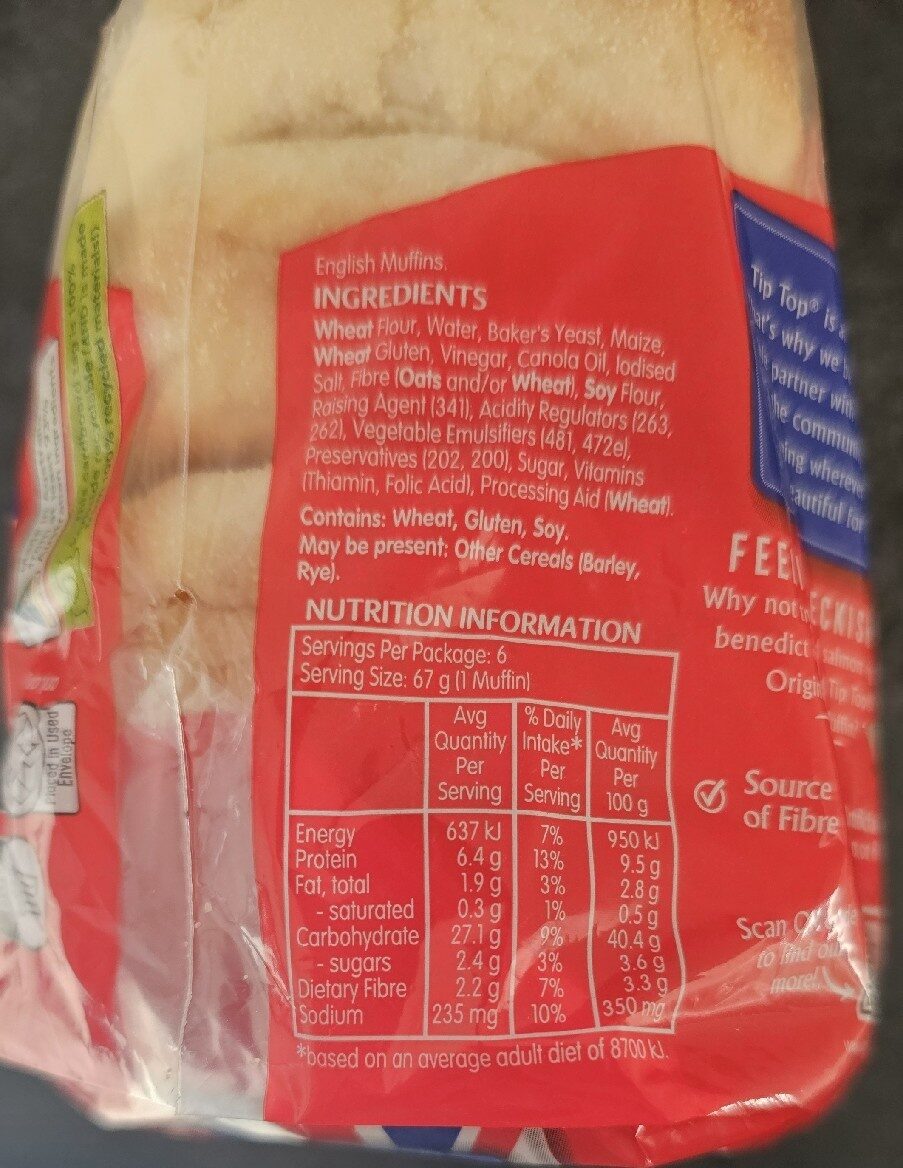 English Muffins.
INGREDIENTS
Wheat Flour, Water, Baker's Yeast, Maize,
Wheat Gluten, Vinegar, Canola Oil, Iodised
Salt, Fibre (Oats and/or Wheat), Soy Flour,
Raising Agent (341), Acidity Regulators (263,
262), Vegetable Emulsifiers (481, 472e),
Preservatives (202, 200), Sugar, Vitamins
(Thiamin, Folic Acid), Processing Aid (Wheat).
Contains: Wheat, Gluten, Soy.
May be present: Other Cereals (Barley,
Rye).
NUTRITION INFORMATION
Servings Per Package: 6
Serving Size: 67 g (1 Muffin)
Avg Quantity Per Serving
% Daily Intake* Per Serving
Avg Quantity Per 100 g
Energy 637 kJ 7% 950 kJ
Protein 6.4 g 13% 9.5 g
Fat, total 1.9 g 3% 2.8 g
- saturated 0.3 g 1% 0.5 g
Carbohydrate 27.1 g 9% 40.4 g
- sugars 2.4 g 3% 3.6 g
Dietary Fibre 2.2 g 7% 3.3 g
Sodium 235 mg 10% 350 mg
*based on an average adult diet of 8700 kJ.
Tip Top® is
why we
partner with
Why not
benedict
Source
of Fibre
Scan
to find out
more!
Placed in Used
Envelope